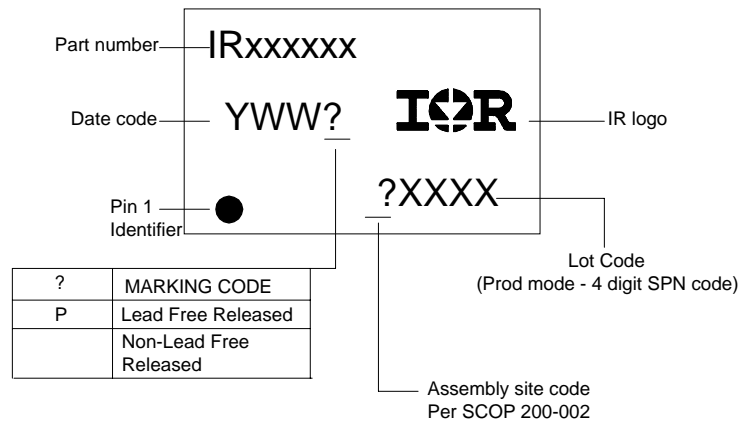 Part number
IRxxxxxx
Date code
YWW?
IOR
IR logo
?XXXX
Pin 1
Identifier
Lot Code
(Prod mode - 4 digit SPN code)
? MARKING CODE
P Lead Free Released
Non-Lead Free
Released
Assembly site code
Per SCOP 200-002